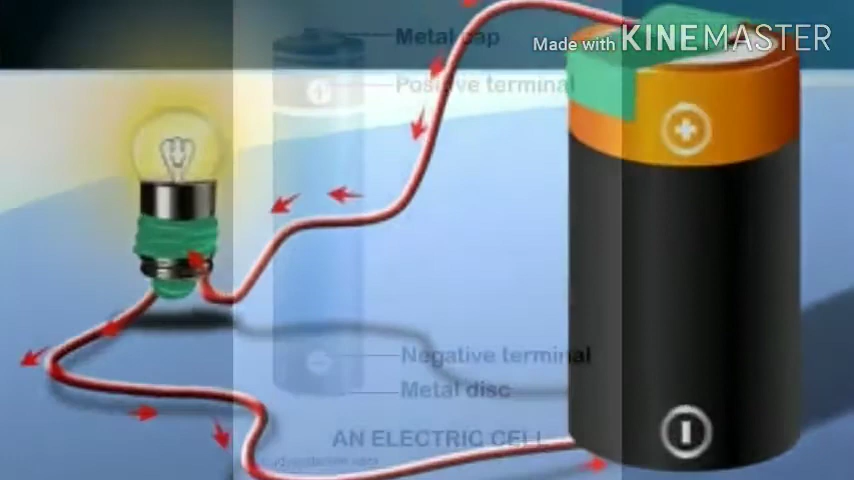 Metal cap
Made with KINEMASTER
Positive terminal
+
Negative terminal
Metal disc
AN ELECTRIC CELL